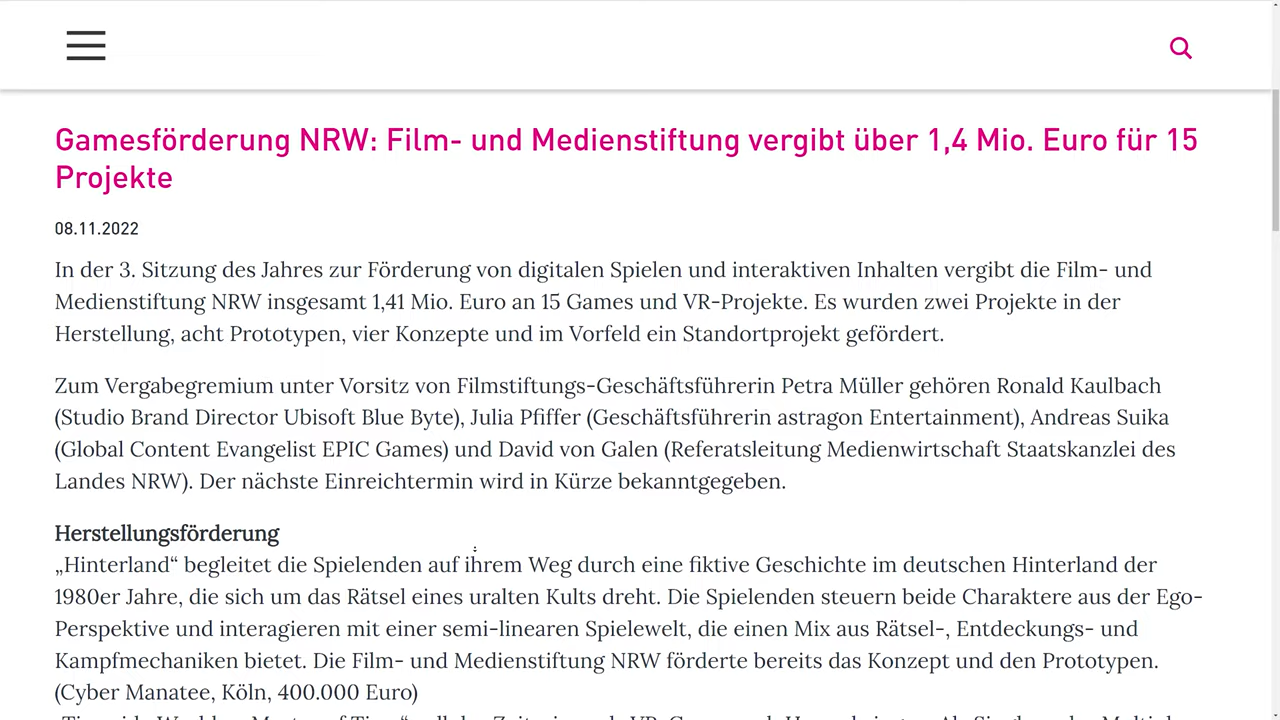 Gamesförderung NRW: Film- und Medienstiftung vergibt über 1,4 Mio. Euro für 15
Projekte
08.11.2022
In der 3. Sitzung des Jahres zur Förderung von digitalen Spielen und interaktiven Inhalten vergibt die Film- und
Medienstiftung NRW insgesamt 1,41 Mio. Euro an 15 Games und VR-Projekte. Es wurden zwei Projekte in der
Herstellung, acht Prototypen, vier Konzepte und im Vorfeld ein Standortprojekt gefördert.
Zum Vergabegremium unter Vorsitz von Filmstiftungs-Geschäftsführerin Petra Müller gehören Ronald Kaulbach
(Studio Brand Director Ubisoft Blue Byte), Julia Pfiffer (Geschäftsführerin astragon Entertainment), Andreas Suika
(Global Content Evangelist EPIC Games) und David von Galen (Referatsleitung Medienwirtschaft Staatskanzlei des
Landes NRW). Der nächste Einreichtermin wird in Kürze bekanntgegeben.
Herstellungsförderung
„Hinterland“ begleitet die Spielenden auf ihrem Weg durch eine fiktive Geschichte im deutschen Hinterland der
1980er Jahre, die sich um das Rätsel eines uralten Kults dreht. Die Spielenden steuern beide Charaktere aus der Ego-
Perspektive und interagieren mit einer semi-linearen Spielewelt, die einen Mix aus Rätsel-, Entdeckungs- und
Kampfmechaniken bietet. Die Film- und Medienstiftung NRW förderte bereits das Konzept und den Prototypen.
(Cyber Manatee, Köln, 400.000 Euro)